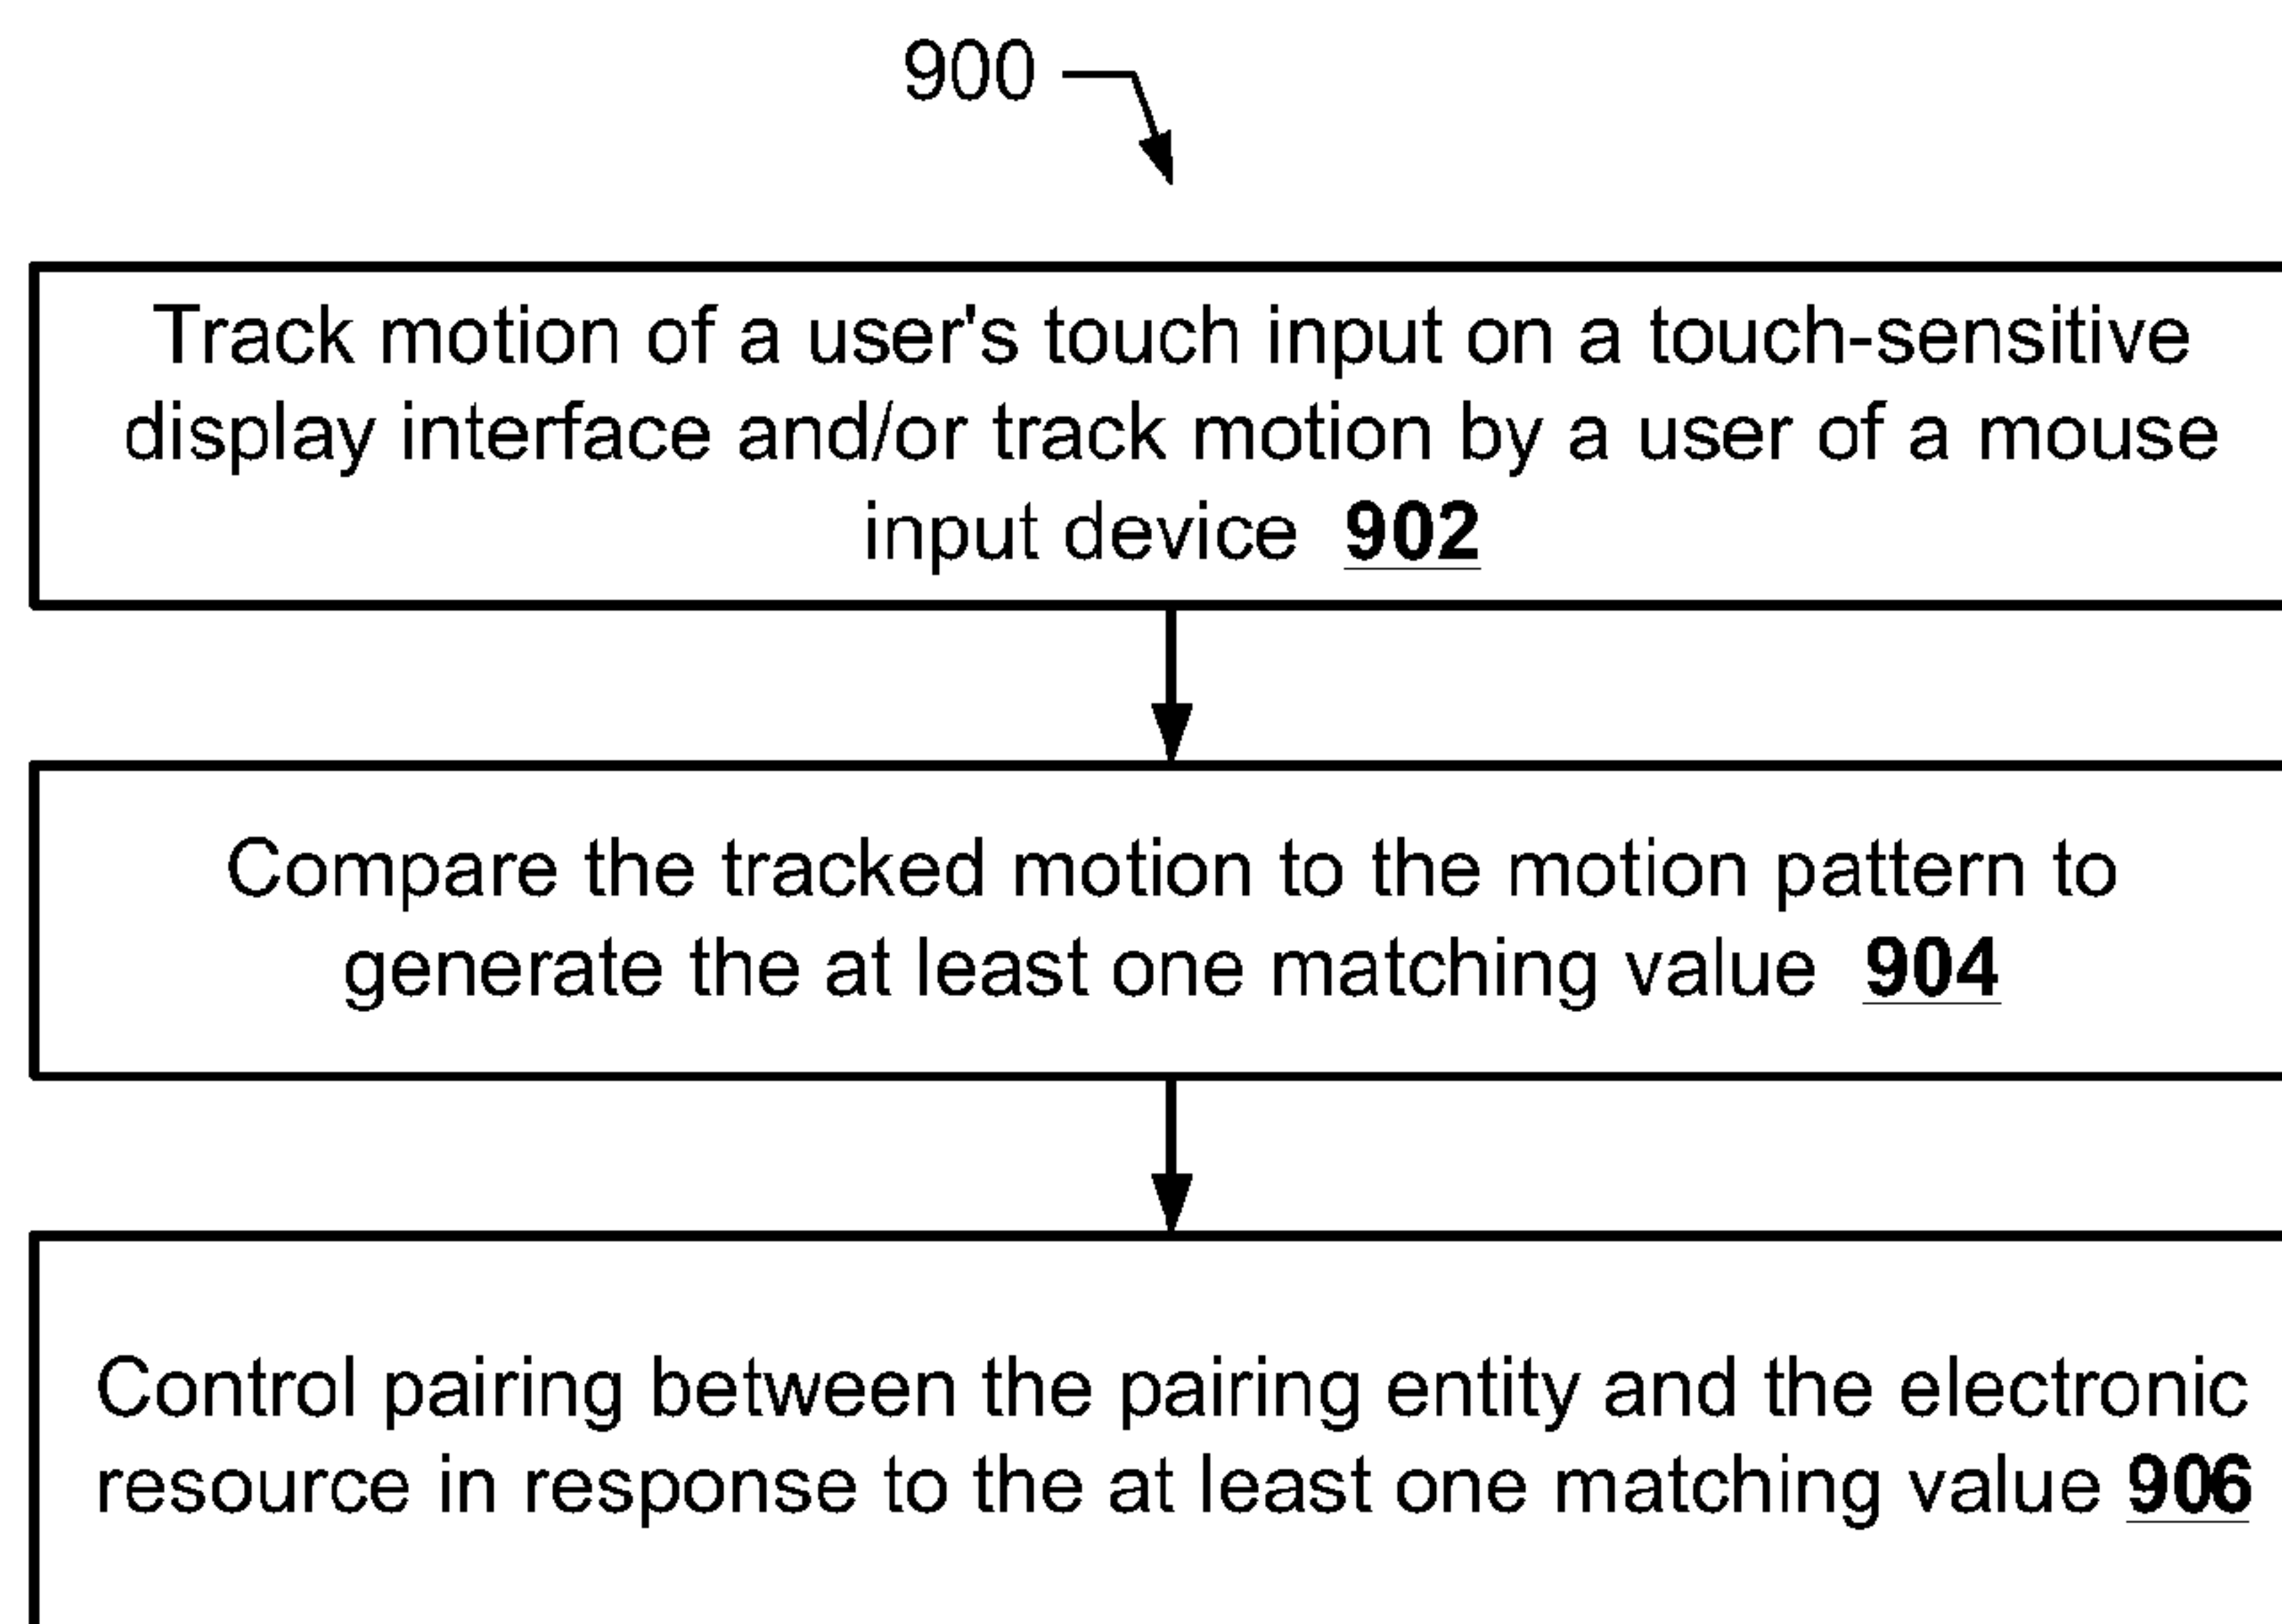 900
Track motion of a user's touch input on a touch-sensitive
display interface and/or track motion by a user of a mouse
input device 902
Compare the tracked motion to the motion pattern to
generate the at least one matching value 904
Control pairing between the pairing entity and the electronic
resource in response to the at least one matching value 906